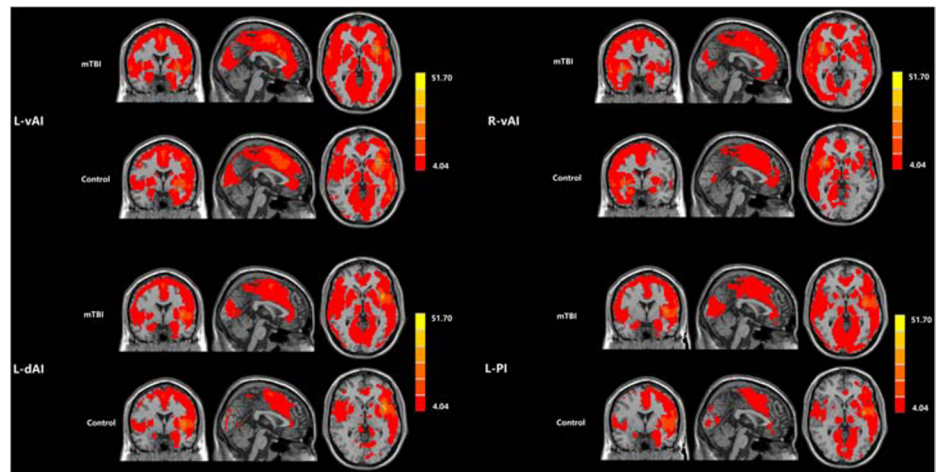 mTBI
51.70
L-vAI
Control
4.04
mTBI
51.70
R-vAI
Control
4.04
mTBI
51.70
L-dAI
Control
4.04
mTBI
51.70
L-PI
Control
4.04